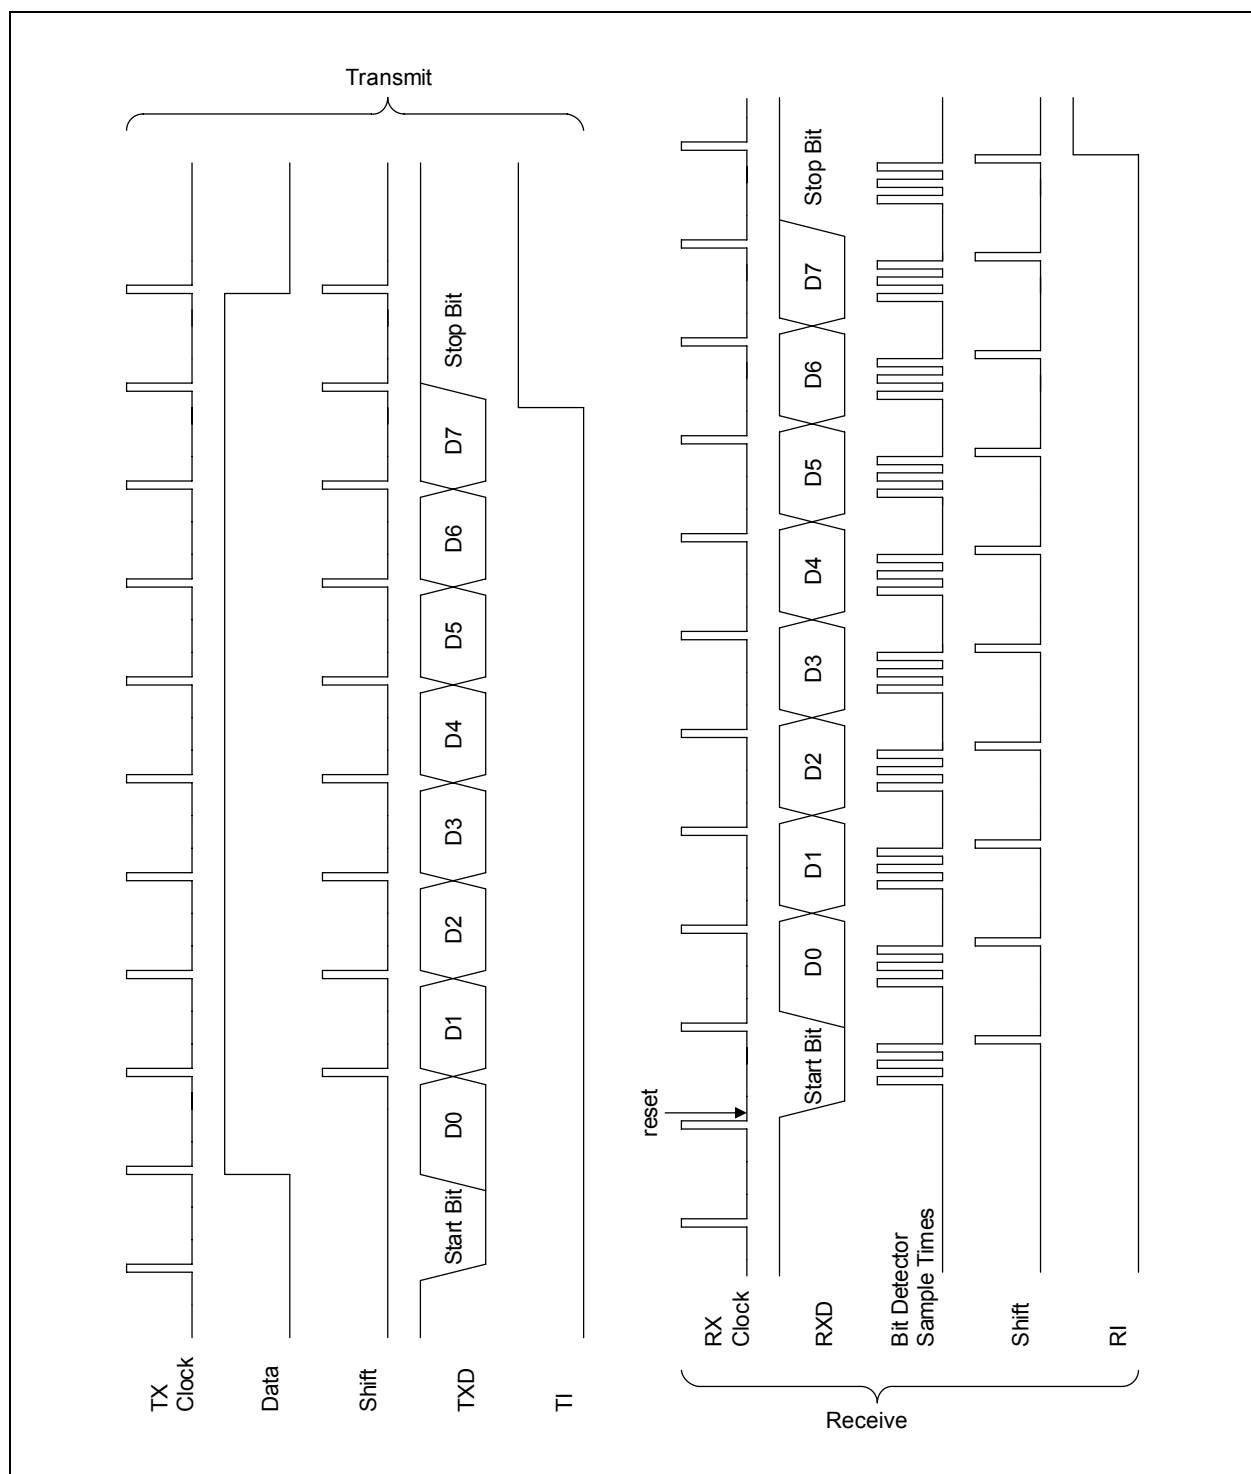 Transmit
TX
Clock
Data
Shift
TXD
Start Bit
D0
D1
D2
D3
D4
D5
D6
D7
Stop Bit
TI
Receive
RX
Clock
reset
RXD
Start Bit
D0
D1
D2
D3
D4
D5
D6
D7
Stop Bit
Bit Detector
Sample Times
Shift
RI